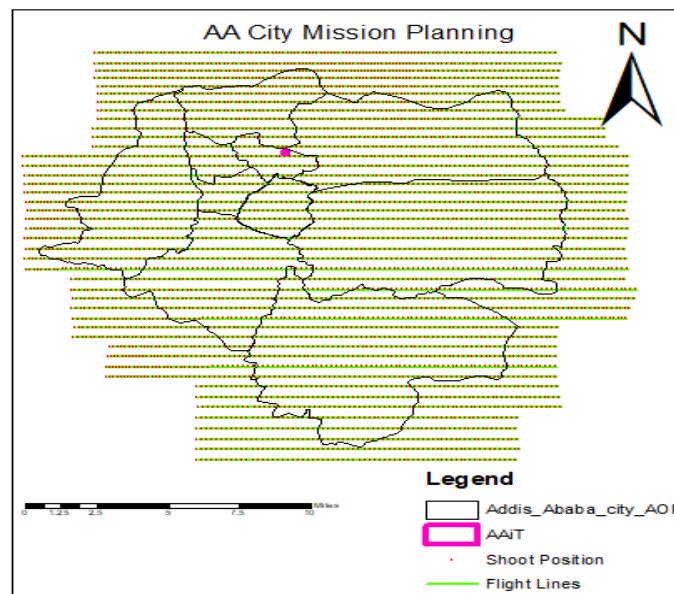 AA City Mission Planning
N
Legend
Addis_Ababa_city_AOI
AAiT
Shoot Position
Flight Lines
Miles
0 1.25 2.5 5 7.5 10